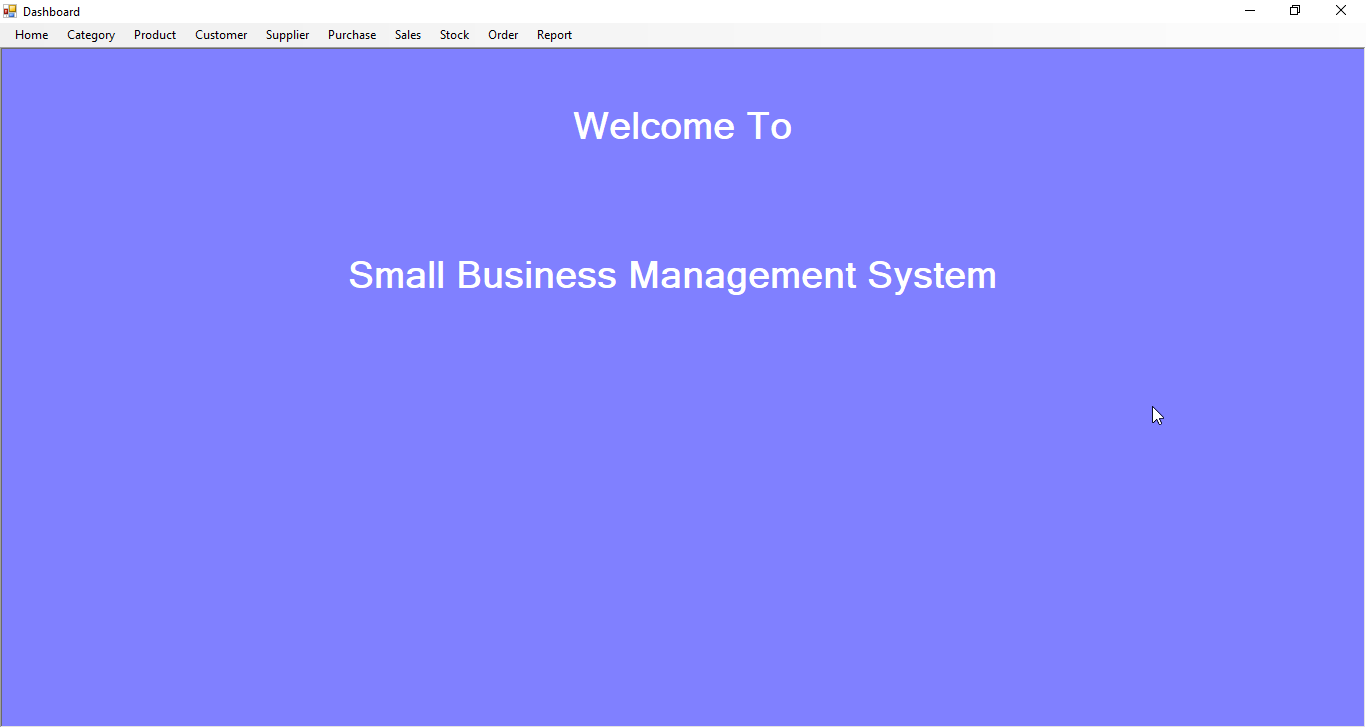 Dashboard
Home Category Product Customer Supplier Purchase Sales Stock Order Report
Welcome To
Small Business Management System